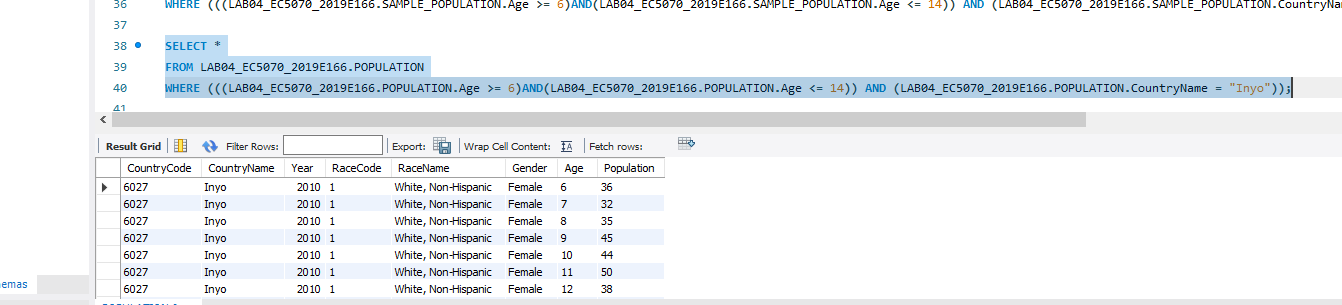 36 WHERE (((LAB04_EC5070_2019E166.SAMPLE_POPULATION.Age >= 6)AND(LAB04_EC5070_2019E166.SAMPLE_POPULATION.Age <= 14)) AND (LAB04_EC5070_2019E166.SAMPLE_POPULATION.CountryNa
37
38 SELECT *
39 FROM LAB04_EC5070_2019E166.POPULATION
40 WHERE (((LAB04_EC5070_2019E166.POPULATION.Age >= 6)AND(LAB04_EC5070_2019E166.POPULATION.Age <= 14)) AND (LAB04_EC5070_2019E166.POPULATION.CountryName = "Inyo"));
41
Result Grid Filter Rows: Export: Wrap Cell Content: Fetch rows:
CountryCode CountryName Year RaceCode RaceName Gender Age Population
6027 Inyo 2010 1 White, Non-Hispanic Female 6 36
6027 Inyo 2010 1 White, Non-Hispanic Female 7 32
6027 Inyo 2010 1 White, Non-Hispanic Female 8 35
6027 Inyo 2010 1 White, Non-Hispanic Female 9 45
6027 Inyo 2010 1 White, Non-Hispanic Female 10 44
6027 Inyo 2010 1 White, Non-Hispanic Female 11 50
6027 Inyo 2010 1 White, Non-Hispanic Female 12 38
nemas